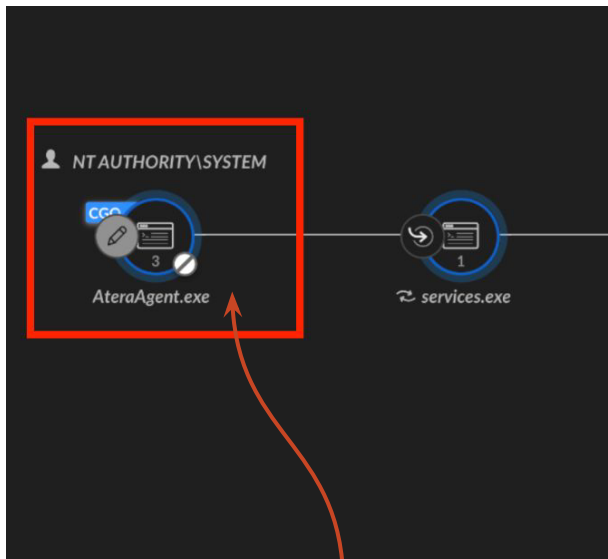 NT AUTHORITY\SYSTEM
CGO
3
1
AteraAgent.exe
services.exe